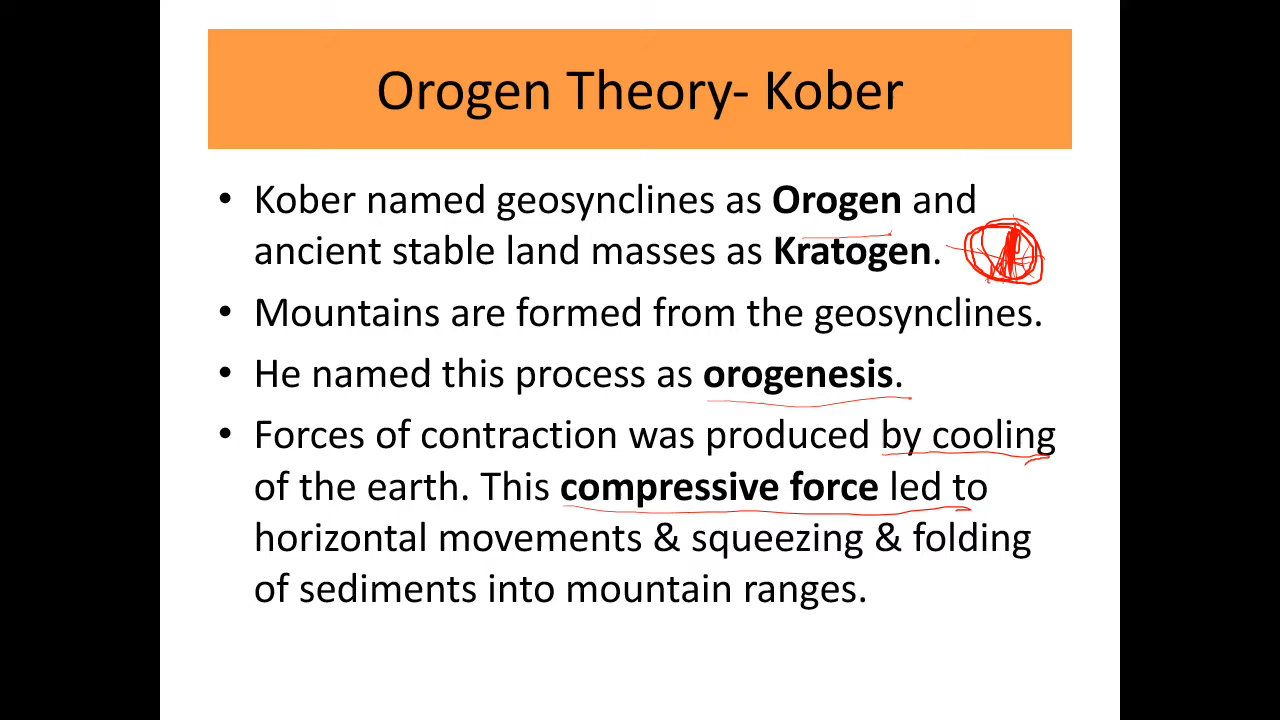 Orogen Theory- Kober
• Kober named geosynclines as Orogen and
ancient stable land masses as Kratogen.
• Mountains are formed from the geosynclines.
• He named this process as orogenesis.
• Forces of contraction was produced by cooling
of the earth. This compressive force led to
horizontal movements & squeezing & folding
of sediments into mountain ranges.